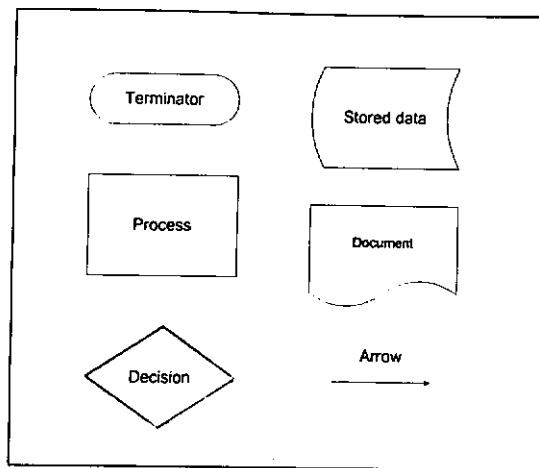 Terminator
Stored data
Process
Document
Decision
Arrow